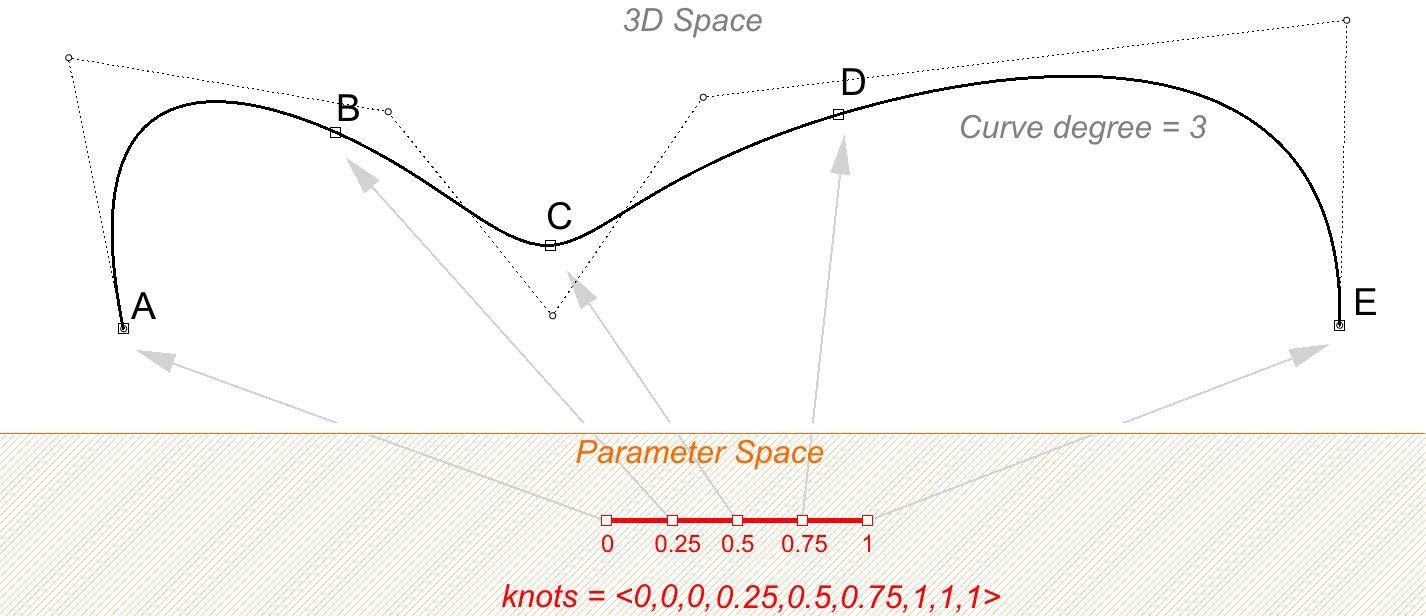 3D Space
D
B
Curve degree = 3
C
A
E
Parameter Space
0 0.25 0.5 0.75 1
knots = <0,0,0,0.25,0.5,0.75,1,1,1>